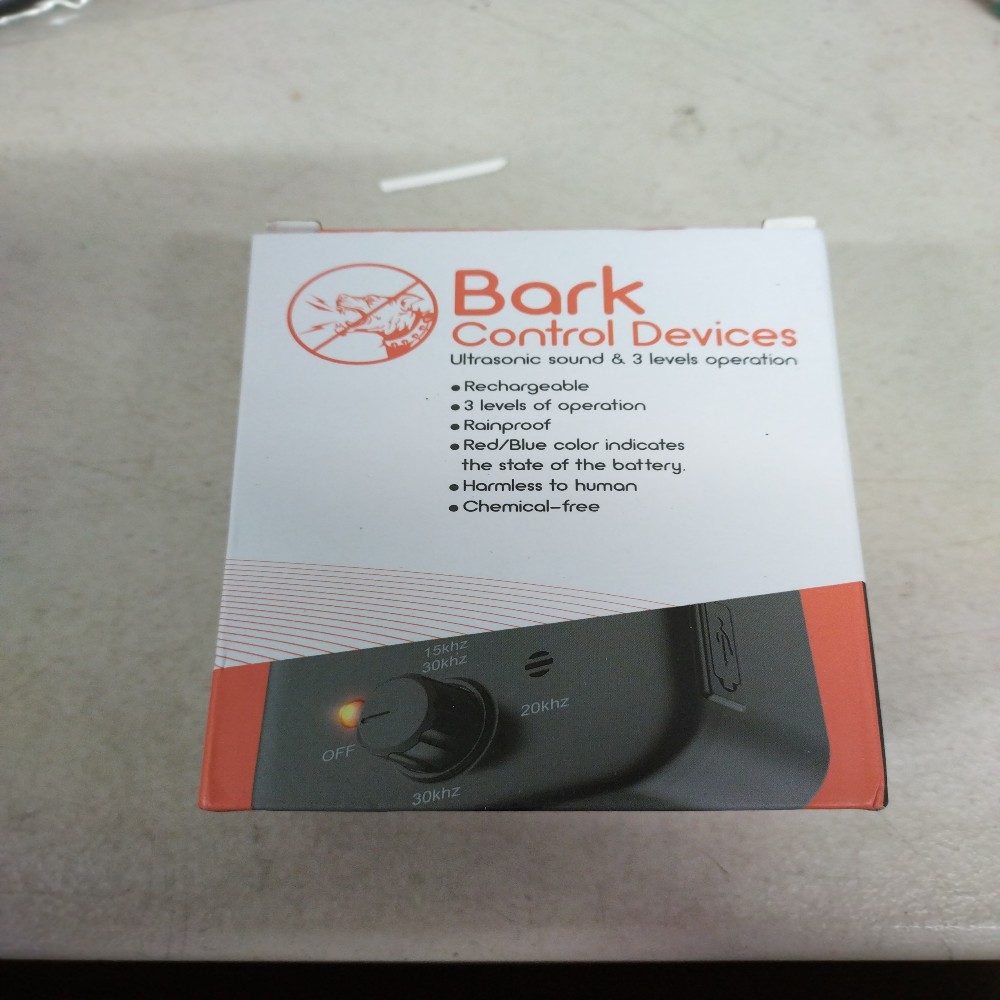 Bark
Control Devices
Ultrasonic sound & 3 levels operation
• Rechargeable
• 3 levels of operation
• Rainproof
• Red/Blue color indicates
the state of the battery.
• Harmless to human
• Chemical-free
15khz
30khz
20khz
OFF
30khz